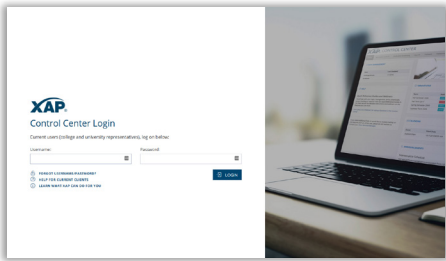 XAP
Control Center Login
Current users (college and university representatives), log on below:
Username:
Password:
FORGOT USERNAME/PASSWORD?
LOGIN
HELP FOR CURRENT CLIENTS
LEARN WHAT XAP CAN DO FOR YOU